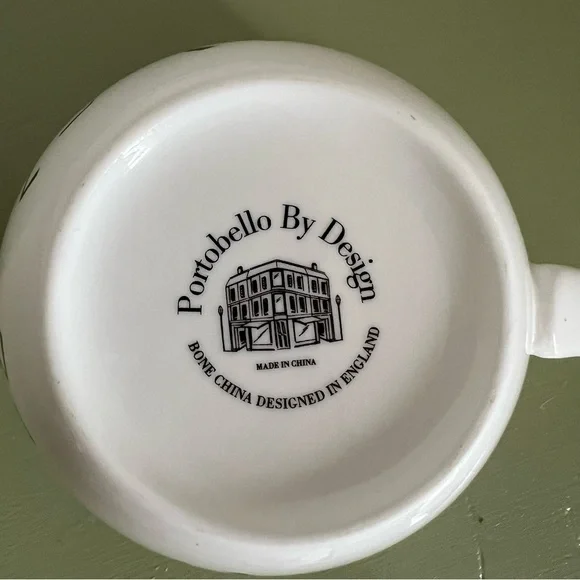 Portobello By Design
MADE IN CHINA
BONE CHINA DESIGNED IN ENGLAND